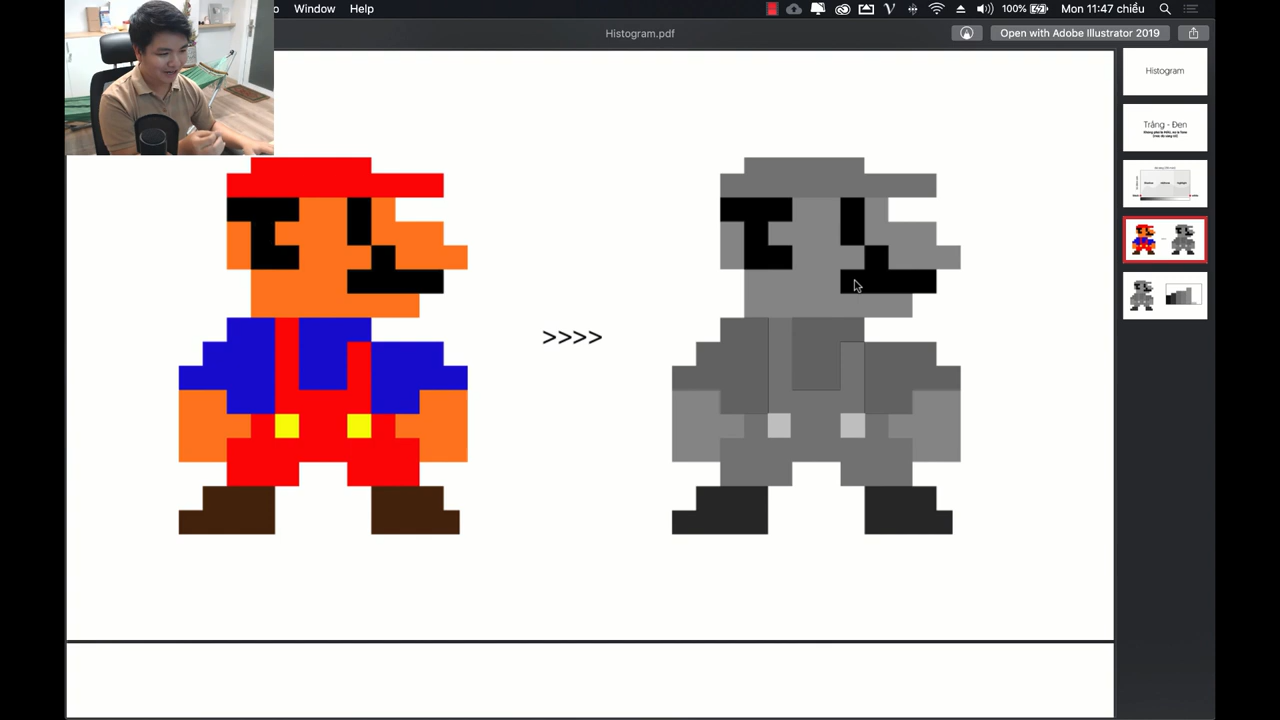 o Window Help
100% Mon 11:47 chiều
Histogram.pdf
Open with Adobe Illustrator 2019
>>>>
Histogram
Trắng - Đen